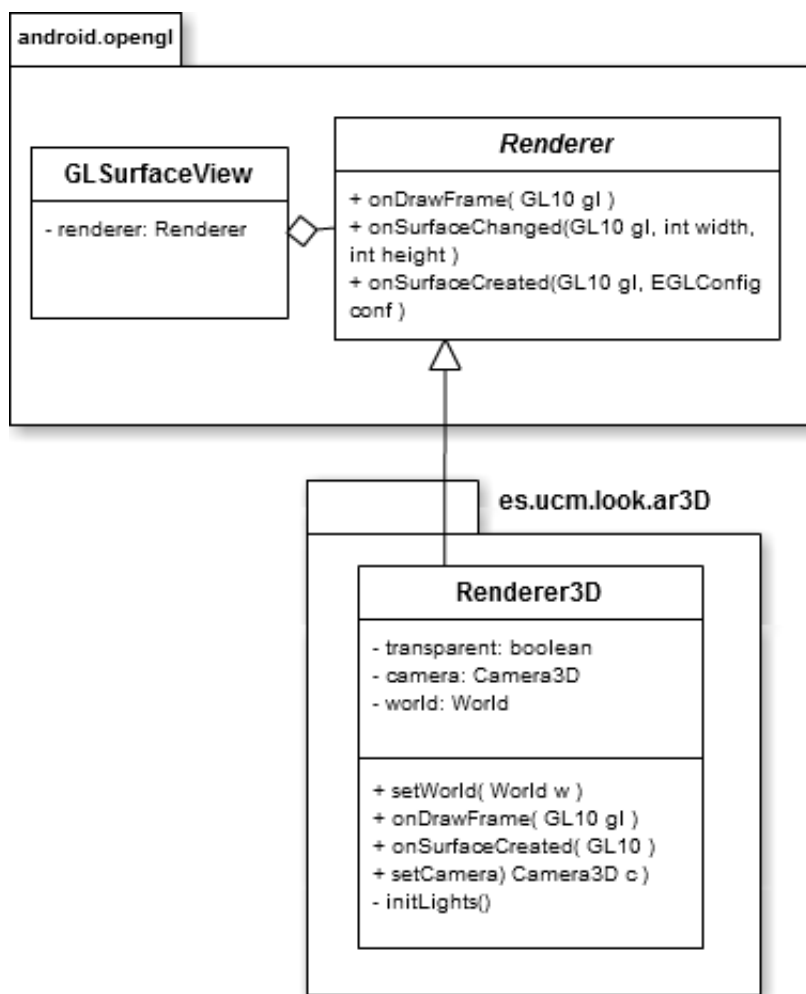 android.opengl
GLSurfaceView
- renderer: Renderer
Renderer
+ onDrawFrame( GL10 gl )
+ onSurfaceChanged(GL10 gl, int width,
int height )
+ onSurfaceCreated(GL10 gl, EGLConfig
conf )
es.ucm.look.ar3D
Renderer3D
- transparent: boolean
- camera: Camera3D
- world: World
+ setWorld( World w )
+ onDrawFrame( GL10 gl )
+ onSurfaceCreated( GL10 )
+ setCamera) Camera3D c )
- initLights()